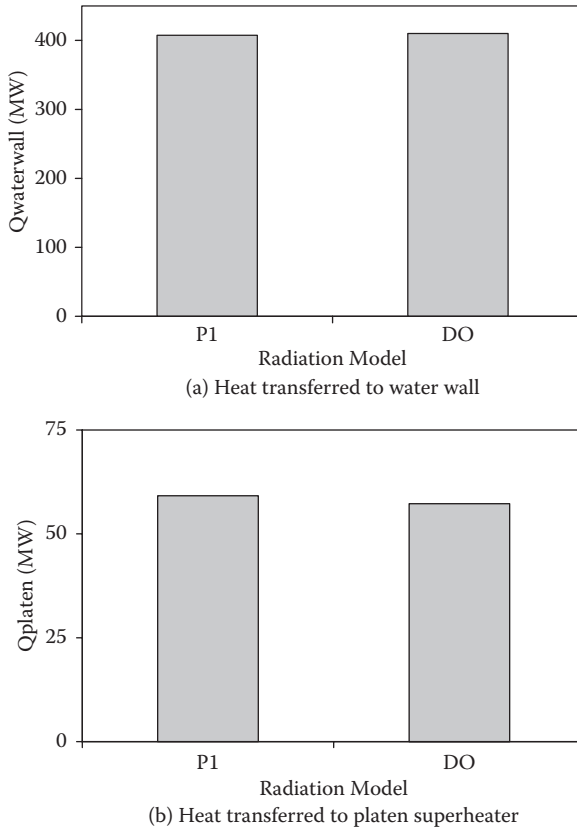 400
300
200
100
0
Qwaterwall (MW)
P1 DO
Radiation Model
(a) Heat transferred to water wall
75
50
25
0
Qplaten (MW)
P1 DO
Radiation Model
(b) Heat transferred to platen superheater